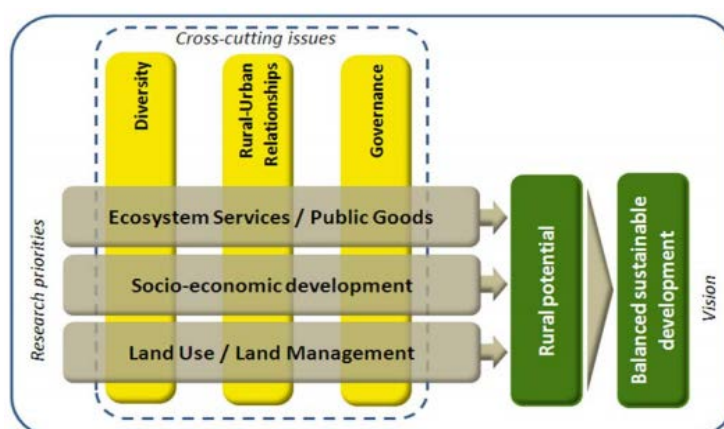 Cross-cutting issues
Diversity
Rural-Urban
Relationships
Governance
Research priorities
Ecosystem Services / Public Goods
Socio-economic development
Land Use / Land Management
Rural potential
Balanced sustainable
development
Vision